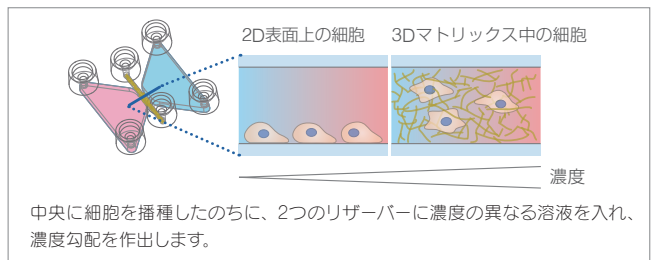 2D表面上の細胞
3Dマトリックス中の細胞
濃度
中央に細胞を播種したのちに、2つのリザーバーに濃度の異なる溶液を入れ、
濃度勾配を作出します。